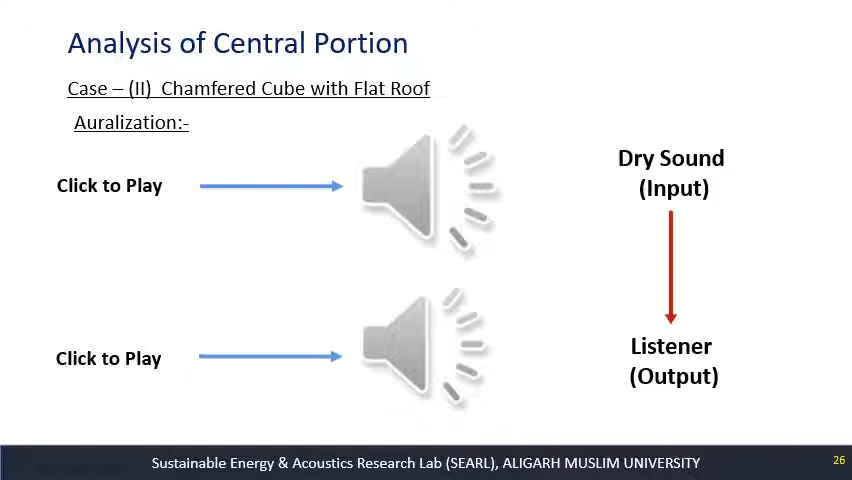 Analysis of Central Portion
Case – (II)  Chamfered Cube with Flat Roof
Auralization:-
Click to Play
Dry Sound
(Input)
Click to Play
Listener
(Output)
Sustainable Energy & Acoustics Research Lab (SEARL), ALIGARH MUSLIM UNIVERSITY
26